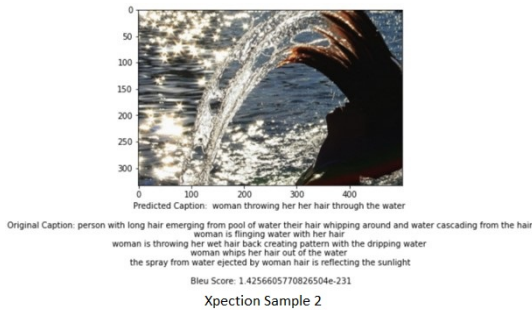 0
50
100
150
200
250
300
0 100 200 300 400
Predicted Caption: woman throwing her her hair through the water
Original Caption: person with long hair emerging from pool of water their hair whipping around and water cascading from the hair
woman is flinging water with her hair
woman is throwing her wet hair back creating pattern with the dripping water
woman whips her hair out of the water
the spray from water ejected by woman hair is reflecting the sunlight
Bleu Score: 1.4256605770826504e-231
Xpection Sample 2